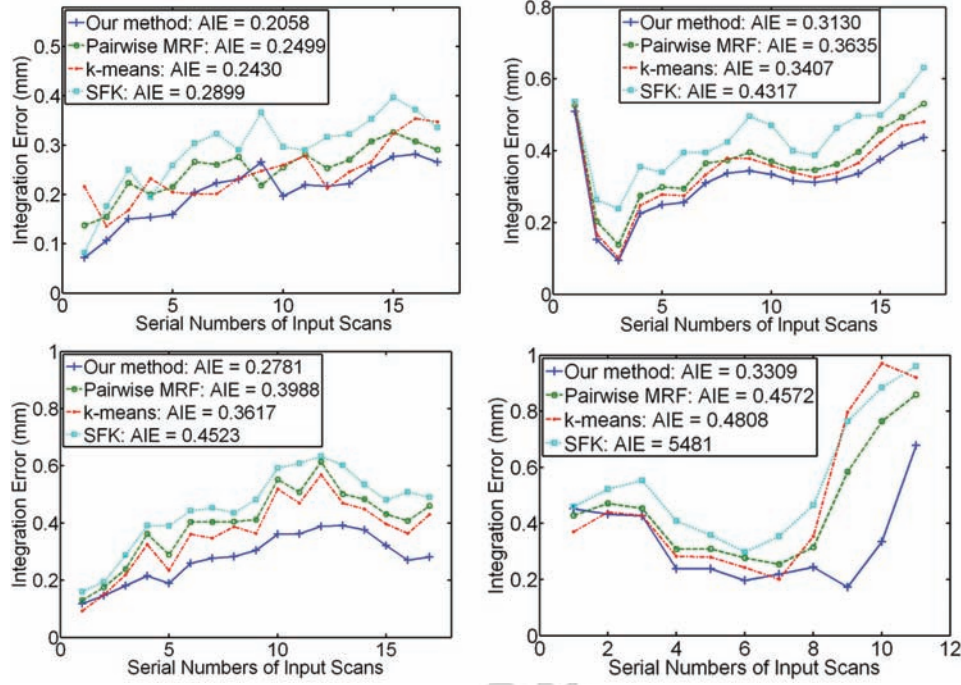 Our method: AIE = 0.2058
Pairwise MRF: AIE = 0.2499
k-means: AIE = 0.2430
SFK: AIE = 0.2899
Integration Error (mm)
0.5
0.4
0.3
0.2
0.1
0
0
5
10
15
Serial Numbers of Input Scans
Our method: AIE = 0.3130
Pairwise MRF: AIE = 0.3635
k-means: AIE = 0.3407
SFK: AIE = 0.4317
Integration Error (mm)
0.8
0.6
0.4
0.2
0
0
5
10
15
Serial Numbers of Input Scans
Our method: AIE = 0.2781
Pairwise MRF: AIE = 0.3988
k-means: AIE = 0.3617
SFK: AIE = 0.4523
Integration Error (mm)
1
0.8
0.6
0.4
0.2
0
0
5
10
15
Serial Numbers of Input Scans
Our method: AIE = 0.3309
Pairwise MRF: AIE = 0.4572
k-means: AIE = 0.4808
SFK: AIE = 5481
Integration Error (mm)
1
0.8
0.6
0.4
0.2
0
0
2
4
6
8
10
12
Serial Numbers of Input Scans